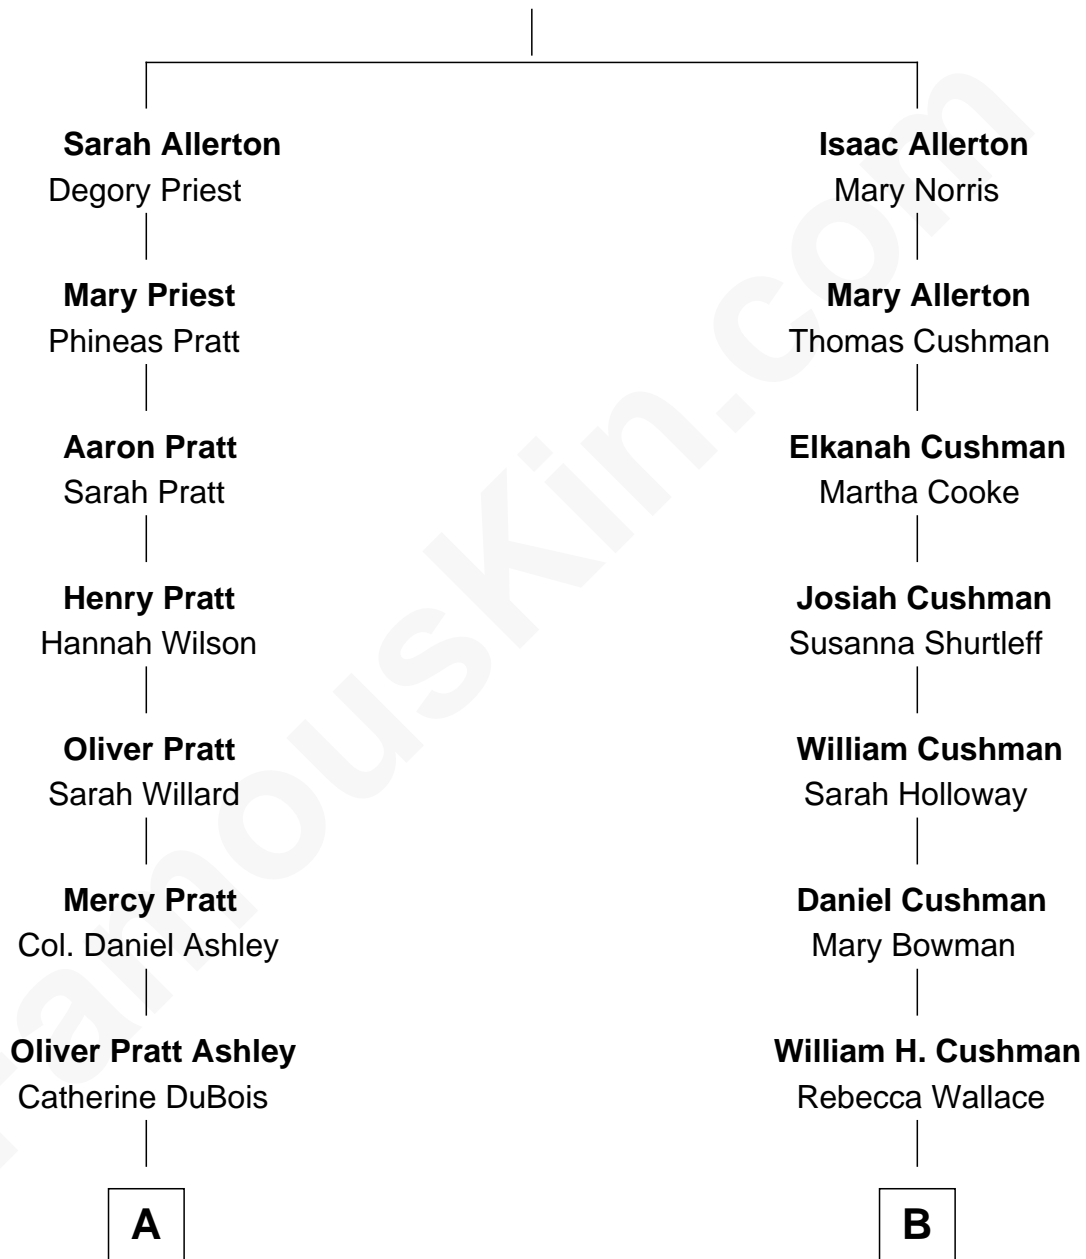 Sarah Allerton
Degory Priest
Isaac Allerton
Mary Norris
Mary Priest
Phineas Pratt
Mary Allerton
Thomas Cushman
Aaron Pratt
Sarah Pratt
Elkanah Cushman
Martha Cooke
Henry Pratt
Hannah Wilson
Josiah Cushman
Susanna Shurtleff
Oliver Pratt
Sarah Willard
William Cushman
Sarah Holloway
Mercy Pratt
Col. Daniel Ashley
Daniel Cushman
Mary Bowman
Oliver Pratt Ashley
Catherine DuBois
William H. Cushman
Rebecca Wallace
A
B
FamousKin.com